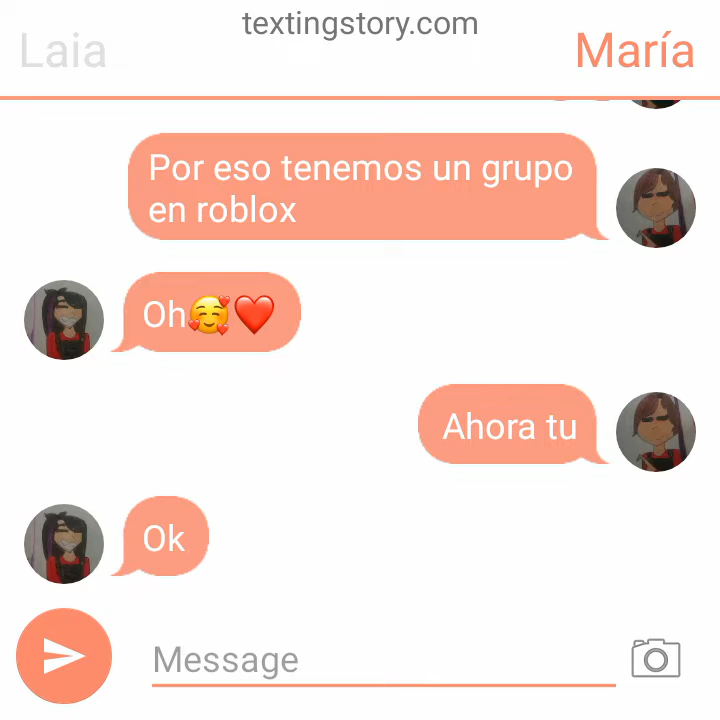 textingstory.com
Laia
María
Por eso tenemos un grupo
en roblox
Oh🥰❤️
Ahora tu
Ok
Message